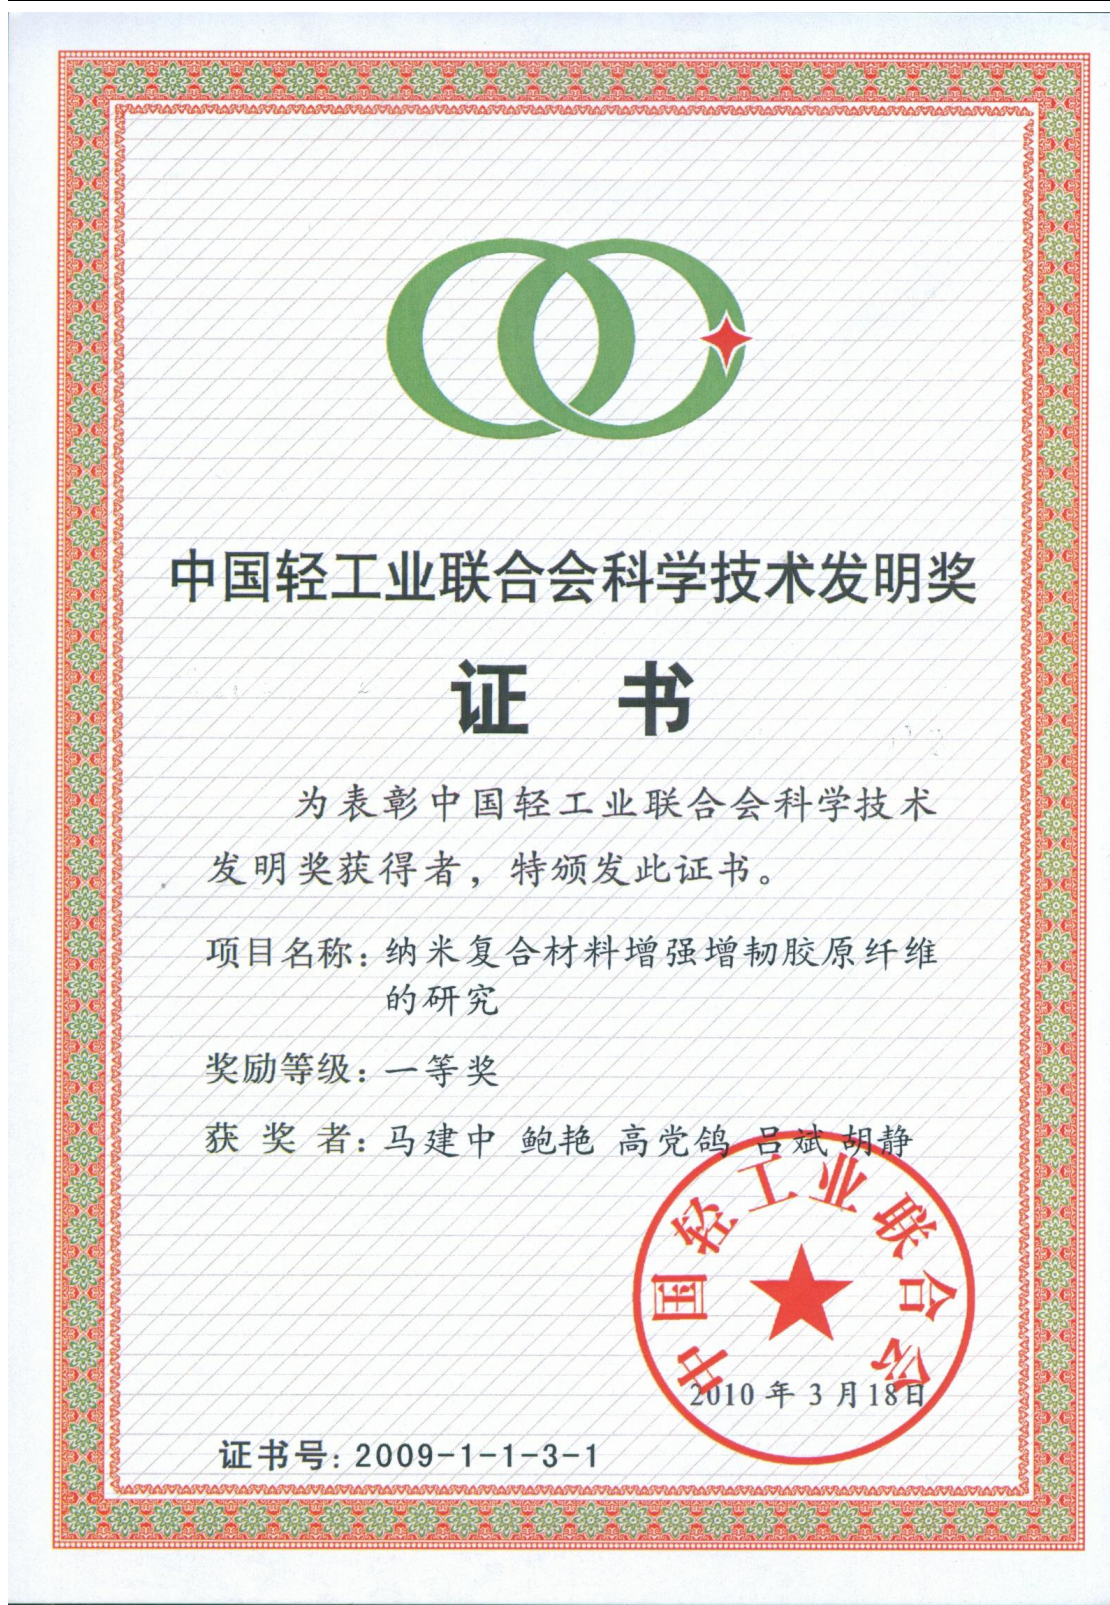 中国轻工业联合会科学技术发明奖
证 书
为表彰中国轻工业联合会科学技术
发明奖获得者，特颁发此证书。
项目名称：纳米复合材料增强增韧胶原纤维
的研究
奖励等级：一等奖
获 奖 者：马建中 鲍艳 高党鸽 吕斌 胡静
中国轻工业联合会
2010 年 3 月18日
证书号：2009-1-1-3-1